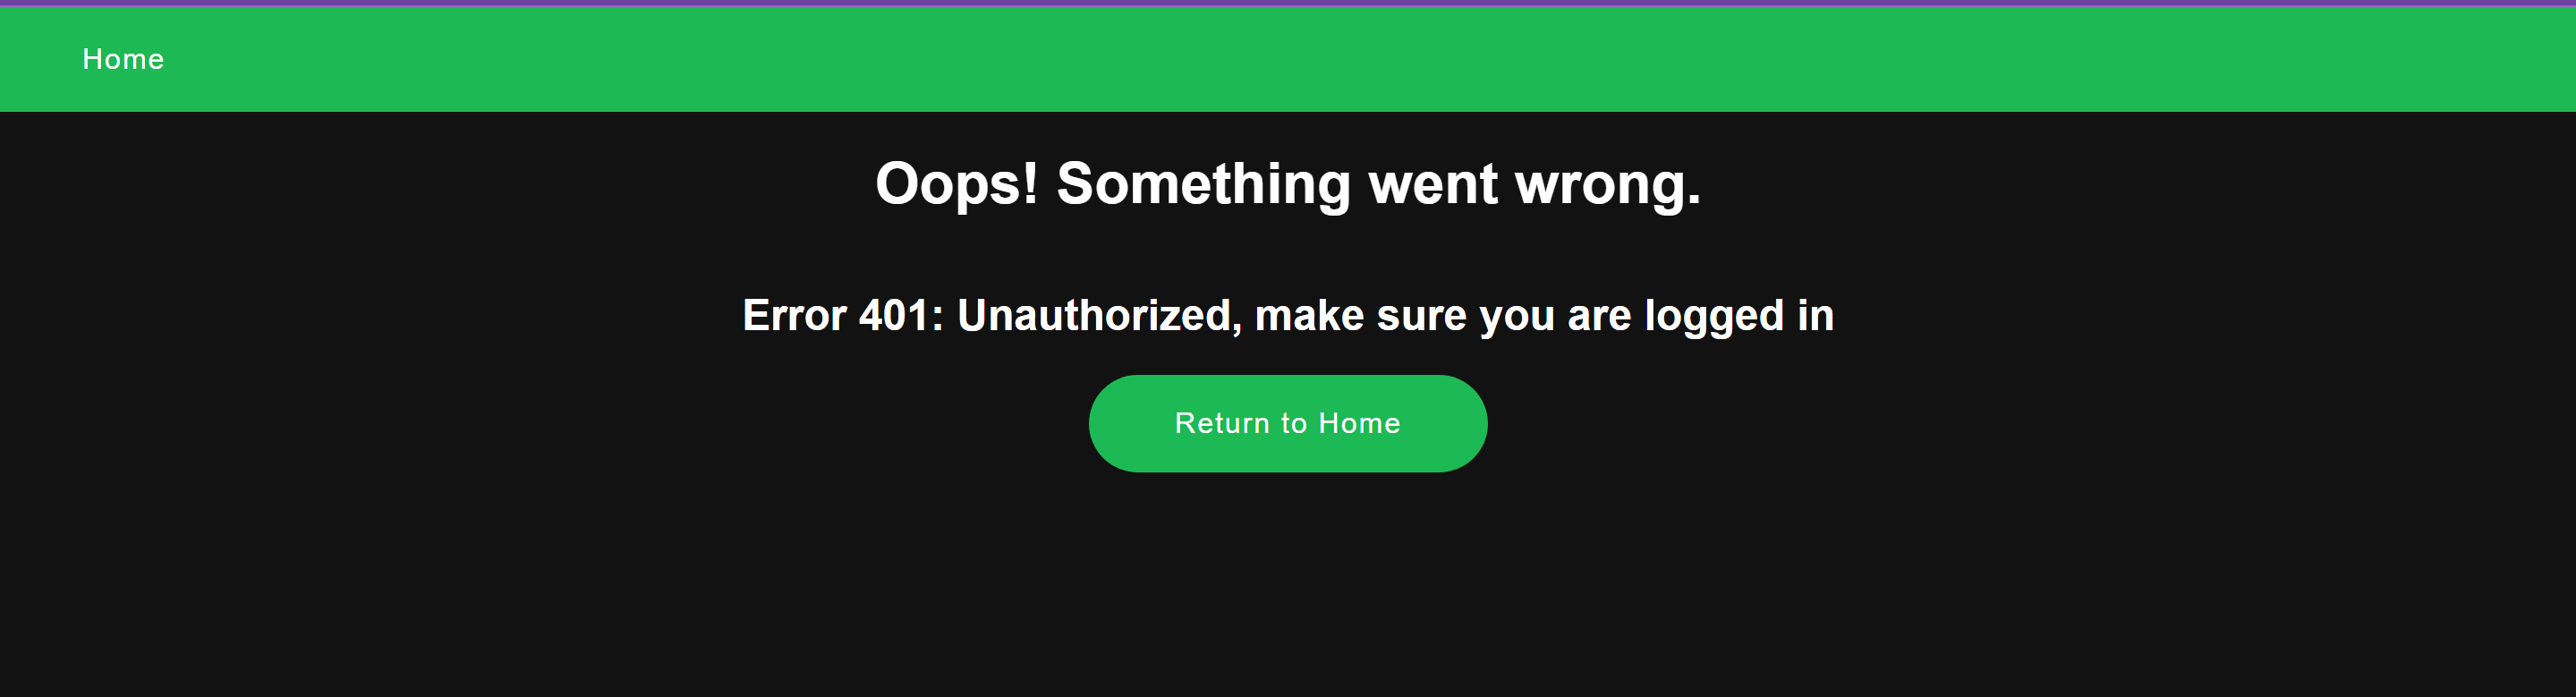 Home
Oops! Something went wrong.
Error 401: Unauthorized, make sure you are logged in
Return to Home